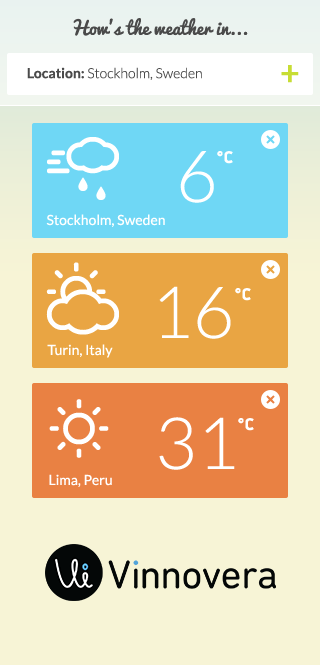 How's the weather in...
Location: Stockholm, Sweden
6 °C
Stockholm, Sweden
16 °C
Turin, Italy
31 °C
Lima, Peru
Vi Vinnovera